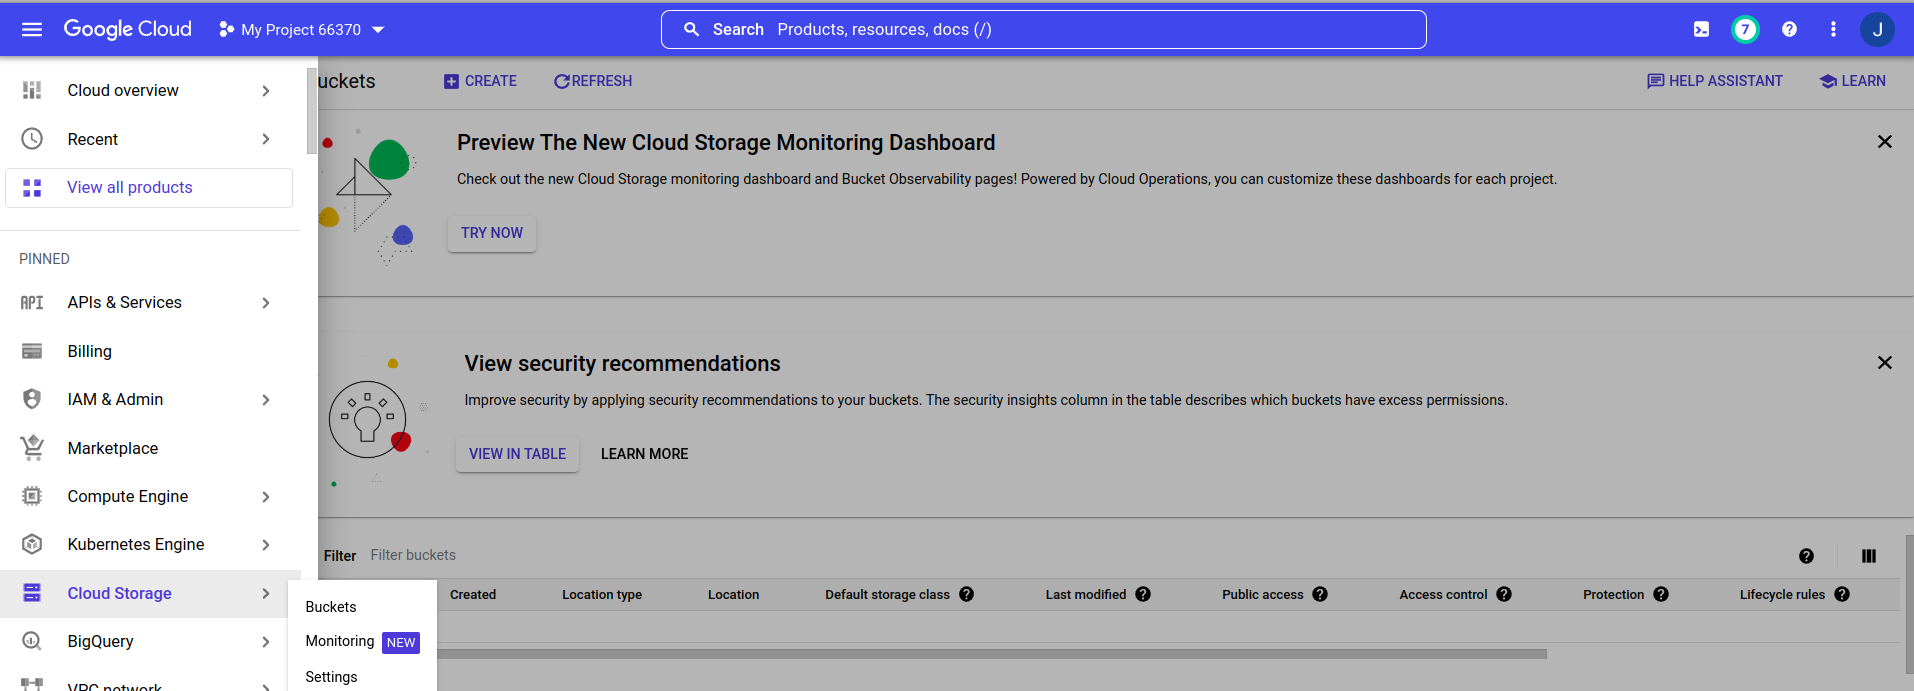 Google Cloud
My Project 66370
Search Products, resources, docs (/)
7
J
Cloud overview
Recent
View all products
PINNED
API APIs & Services
Billing
IAM & Admin
Marketplace
Compute Engine
Kubernetes Engine
Cloud Storage
BigQuery
VPC network
Buckets
Monitoring NEW
Settings
uckets
CREATE
REFRESH
HELP ASSISTANT
LEARN
Preview The New Cloud Storage Monitoring Dashboard
Check out the new Cloud Storage monitoring dashboard and Bucket Observability pages! Powered by Cloud Operations, you can customize these dashboards for each project.
TRY NOW
View security recommendations
Improve security by applying security recommendations to your buckets. The security insights column in the table describes which buckets have excess permissions.
VIEW IN TABLE
LEARN MORE
Filter Filter buckets
Created Location type Location Default storage class Last modified Public access Access control Protection Lifecycle rules